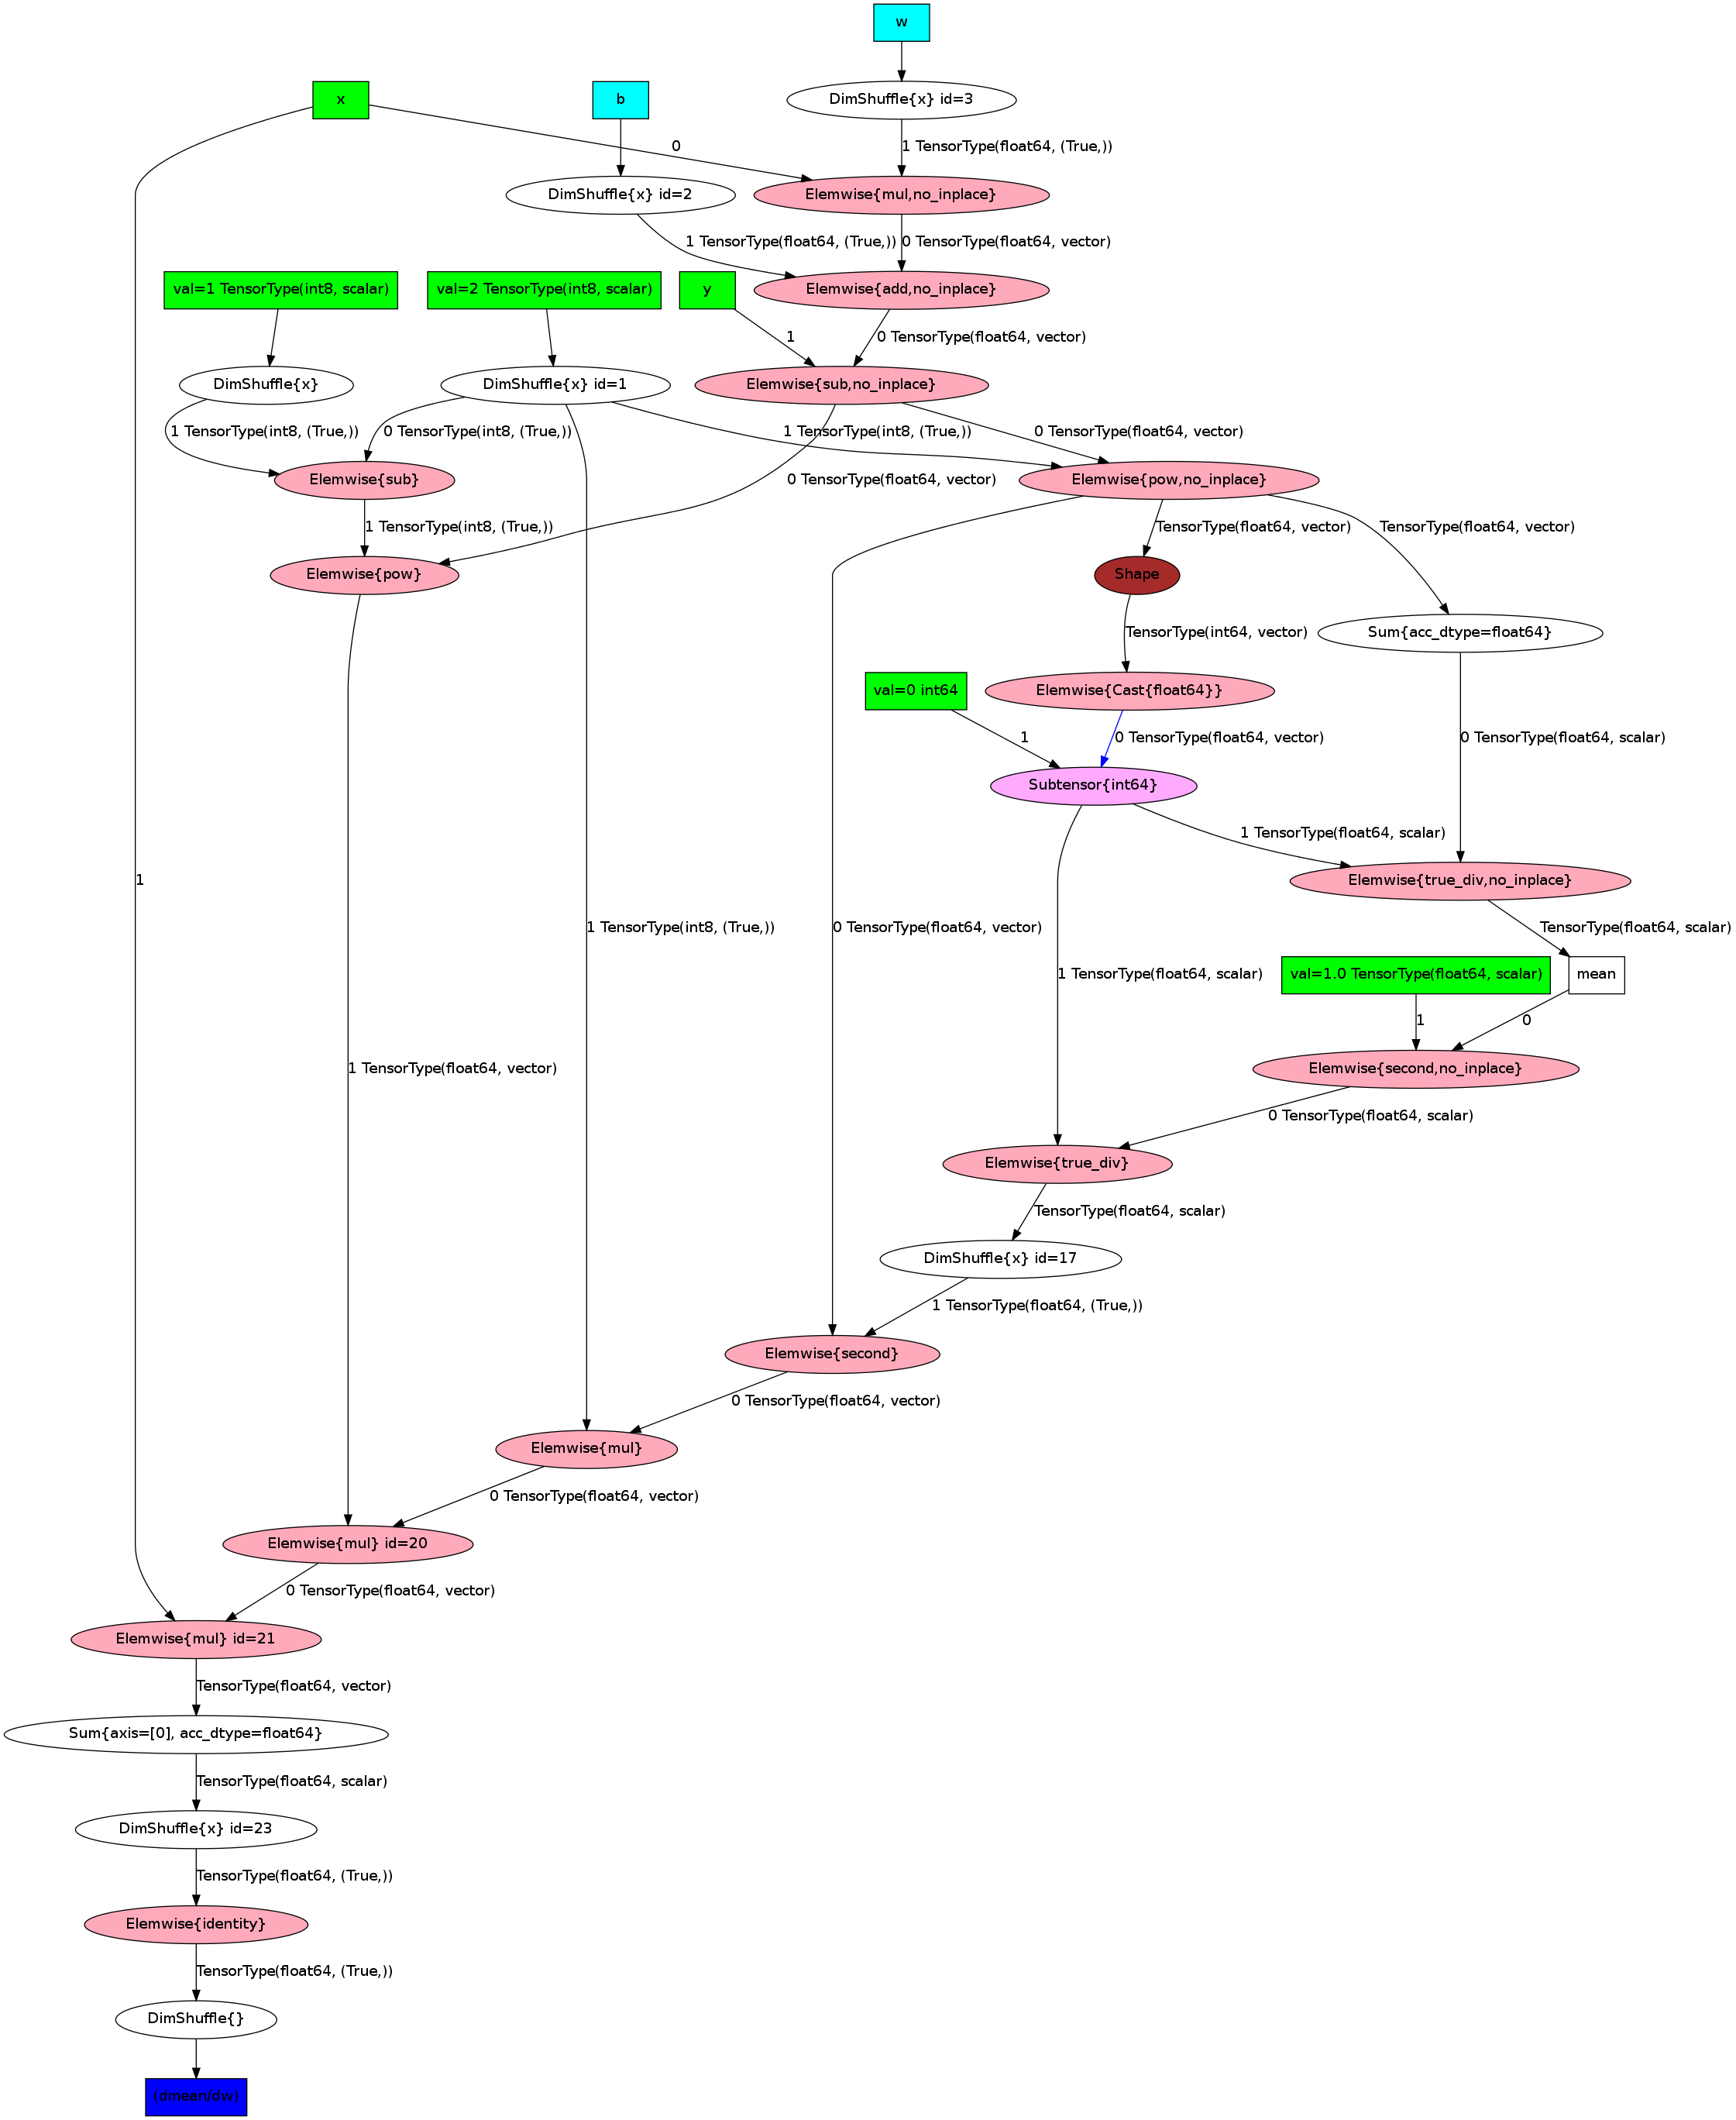 w
x
b
DimShuffle{x} id=3
0
1 TensorType(float64, (True,))
DimShuffle{x} id=2
Elemwise{mul,no_inplace}
1 TensorType(float64, (True,))
0 TensorType(float64, vector)
val=1 TensorType(int8, scalar)
val=2 TensorType(int8, scalar)
y
Elemwise{add,no_inplace}
1
0 TensorType(float64, vector)
DimShuffle{x}
DimShuffle{x} id=1
Elemwise{sub,no_inplace}
1 TensorType(int8, (True,))
0 TensorType(int8, (True,))
1 TensorType(int8, (True,))
0 TensorType(float64, vector)
Elemwise{sub}
0 TensorType(float64, vector)
Elemwise{pow,no_inplace}
1 TensorType(int8, (True,))
TensorType(float64, vector)
TensorType(float64, vector)
Elemwise{pow}
Shape
TensorType(int64, vector)
Sum{acc_dtype=float64}
val=0 int64
Elemwise{Cast{float64}}
1
0 TensorType(float64, vector)
0 TensorType(float64, scalar)
Subtensor{int64}
1 TensorType(float64, scalar)
1
Elemwise{true_div,no_inplace}
1 TensorType(int8, (True,))
0 TensorType(float64, vector)
TensorType(float64, scalar)
1 TensorType(float64, scalar)
val=1.0 TensorType(float64, scalar)
mean
1
0
1 TensorType(float64, vector)
Elemwise{second,no_inplace}
0 TensorType(float64, scalar)
Elemwise{true_div}
TensorType(float64, scalar)
DimShuffle{x} id=17
1 TensorType(float64, (True,))
Elemwise{second}
0 TensorType(float64, vector)
Elemwise{mul}
0 TensorType(float64, vector)
Elemwise{mul} id=20
0 TensorType(float64, vector)
Elemwise{mul} id=21
TensorType(float64, vector)
Sum{axis=[0], acc_dtype=float64}
TensorType(float64, scalar)
DimShuffle{x} id=23
TensorType(float64, (True,))
Elemwise{identity}
TensorType(float64, (True,))
DimShuffle{}
(dmean/dw)